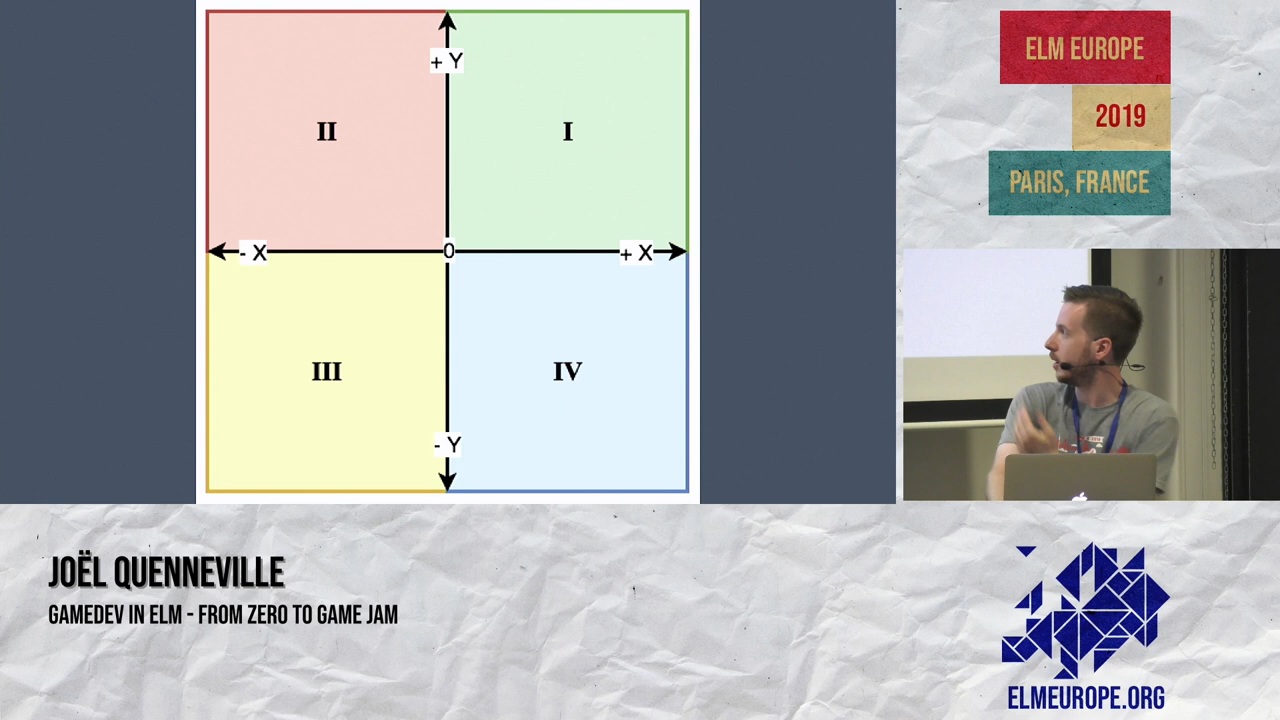 + Y
II
I
- X
0
+ X
III
IV
- Y
ELM EUROPE
2019
PARIS, FRANCE
JOËL QUENNEVILLE
GAMEDEV IN ELM - FROM ZERO TO GAME JAM
ELMEUROPE.ORG